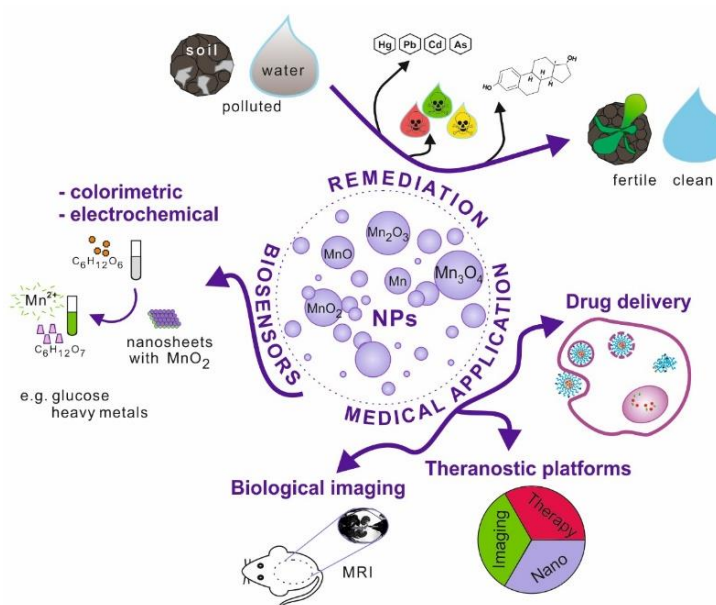 soil
water
polluted
Hg Pb Cd As
HO
OH
H
H
H
fertile clean
REMEDIATION
- colorimetric
- electrochemical
BIOSENSORS
C₆H₁₂O₆
Mn²⁺
C₆H₁₂O₇
nanosheets
with MnO₂
e.g. glucose
heavy metals
Mn₂O₃
MnO
Mn
Mn₃O₄
MnO₂
NPs
MEDICAL APPLICATION
Drug delivery
Biological imaging
MRI
Theranostic platforms
Imaging
Therapy
Nano